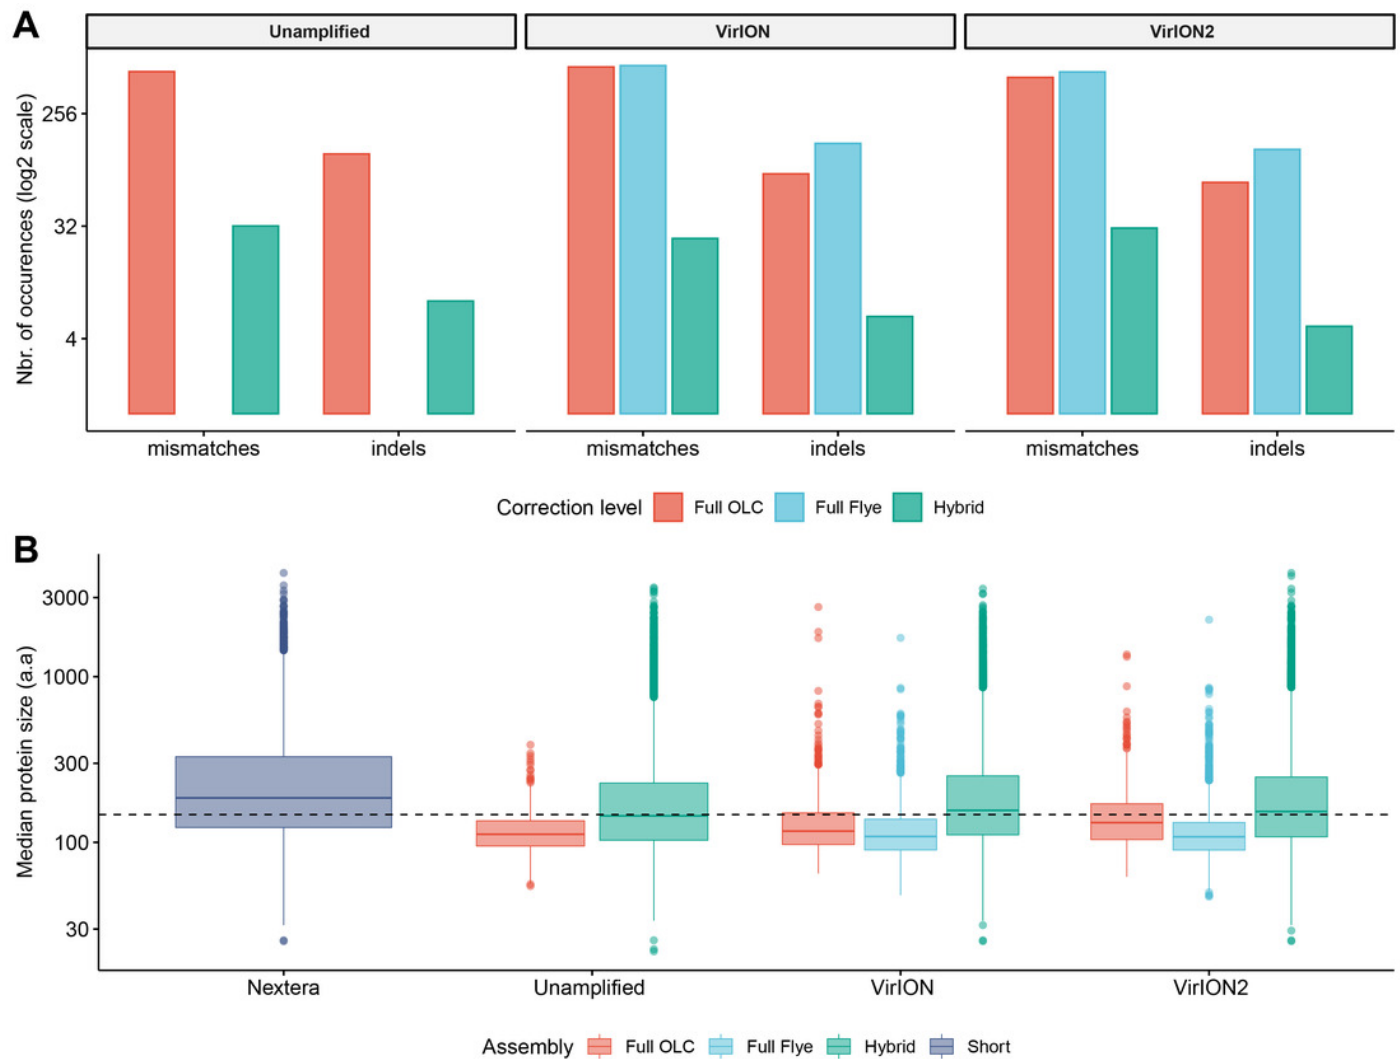 A
Unamplified VirION VirION2
Nbr. of occurences (log2 scale)
256
32
4
mismatches indels mismatches indels mismatches indels
Correction level Full OLC Full Flye Hybrid
B
Median protein size (a.a)
3000
1000
300
100
30
Nextera Unamplified VirION VirION2
Assembly Full OLC Full Flye Hybrid Short